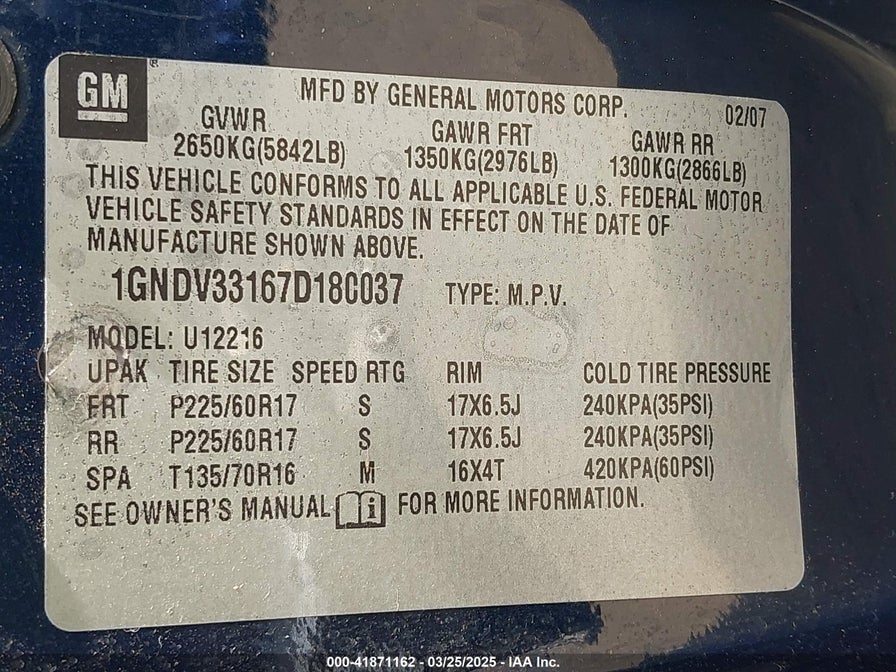 GM
MFD BY GENERAL MOTORS CORP. 02/07
GVWR GAWR FRT GAWR RR
2650KG(5842LB) 1350KG(2976LB) 1300KG(2866LB)
THIS VEHICLE CONFORMS TO ALL APPLICABLE U.S. FEDERAL MOTOR
VEHICLE SAFETY STANDARDS IN EFFECT ON THE DATE OF
MANUFACTURE SHOWN ABOVE.
1GNDV33167D180037 TYPE: M.P.V.
MODEL: U12216
UPAK TIRE SIZE SPEED RTG RIM COLD TIRE PRESSURE
FRT P225/60R17 S 17X6.5J 240KPA(35PSI)
RR P225/60R17 S 17X6.5J 240KPA(35PSI)
SPA T135/70R16 M 16X4T 420KPA(60PSI)
SEE OWNER'S MANUAL i FOR MORE INFORMATION.
000-41871162 - 03/25/2025 - IAA Inc.